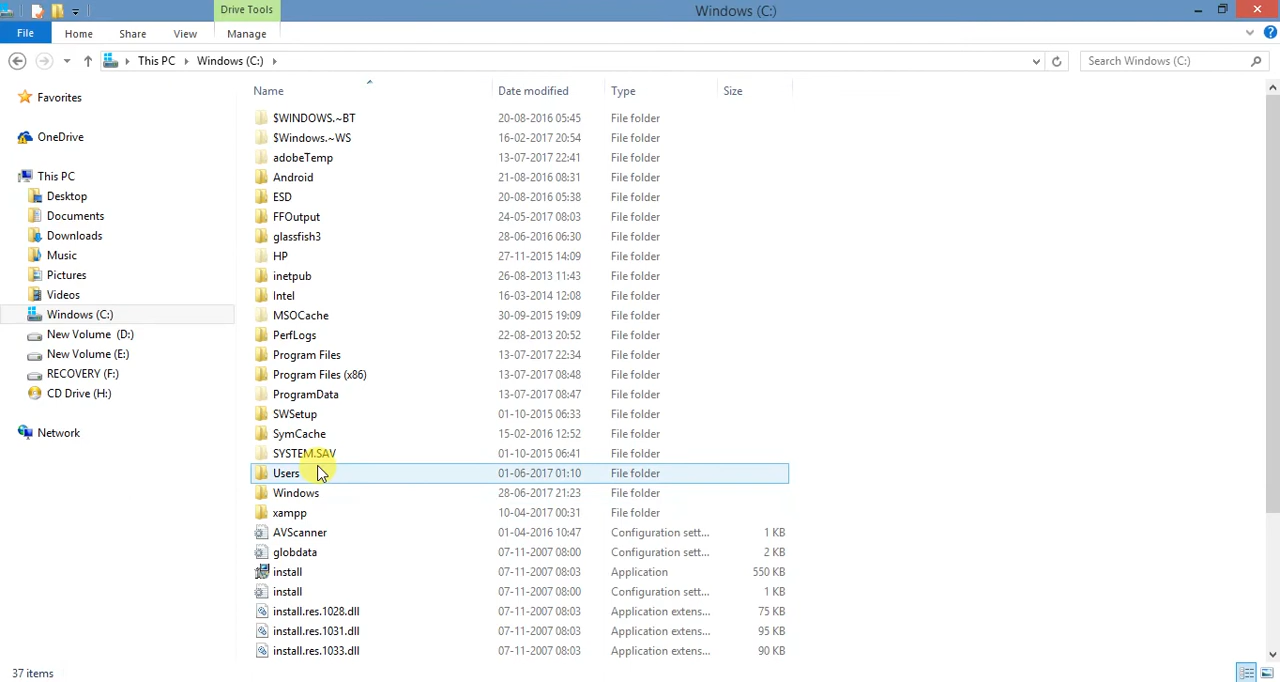 Drive Tools
Windows (C:)
File Home Share View Manage
This PC Windows (C:)
Search Windows (C:)
Name Date modified Type Size
Favorites
OneDrive
This PC
Desktop
Documents
Downloads
Music
Pictures
Videos
Windows (C:)
New Volume (D:)
New Volume (E:)
RECOVERY (F:)
CD Drive (H:)
Network
$WINDOWS.~BT 20-08-2016 05:45 File folder
$Windows.~WS 16-02-2017 20:54 File folder
adobeTemp 13-07-2017 22:41 File folder
Android 21-08-2016 08:31 File folder
ESD 20-08-2016 05:38 File folder
FFOutput 24-05-2017 08:03 File folder
glassfish3 28-06-2016 06:30 File folder
HP 27-11-2015 14:09 File folder
inetpub 26-08-2013 11:43 File folder
Intel 16-03-2014 12:08 File folder
MSOCache 30-09-2015 19:09 File folder
PerfLogs 22-08-2013 20:52 File folder
Program Files 13-07-2017 22:34 File folder
Program Files (x86) 13-07-2017 08:48 File folder
ProgramData 13-07-2017 08:47 File folder
SWSetup 01-10-2015 06:33 File folder
SymCache 15-02-2016 12:52 File folder
SYSTEM.SAV 01-10-2015 06:41 File folder
Users 01-06-2017 01:10 File folder
Windows 28-06-2017 21:23 File folder
xampp 10-04-2017 00:31 File folder
AVScanner 01-04-2016 10:47 Configuration sett... 1 KB
globdata 07-11-2007 08:00 Configuration sett... 2 KB
install 07-11-2007 08:03 Application 550 KB
install 07-11-2007 08:00 Configuration sett... 1 KB
install.res.1028.dll 07-11-2007 08:03 Application extens... 75 KB
install.res.1031.dll 07-11-2007 08:03 Application extens... 95 KB
install.res.1033.dll 07-11-2007 08:03 Application extens... 90 KB
37 items